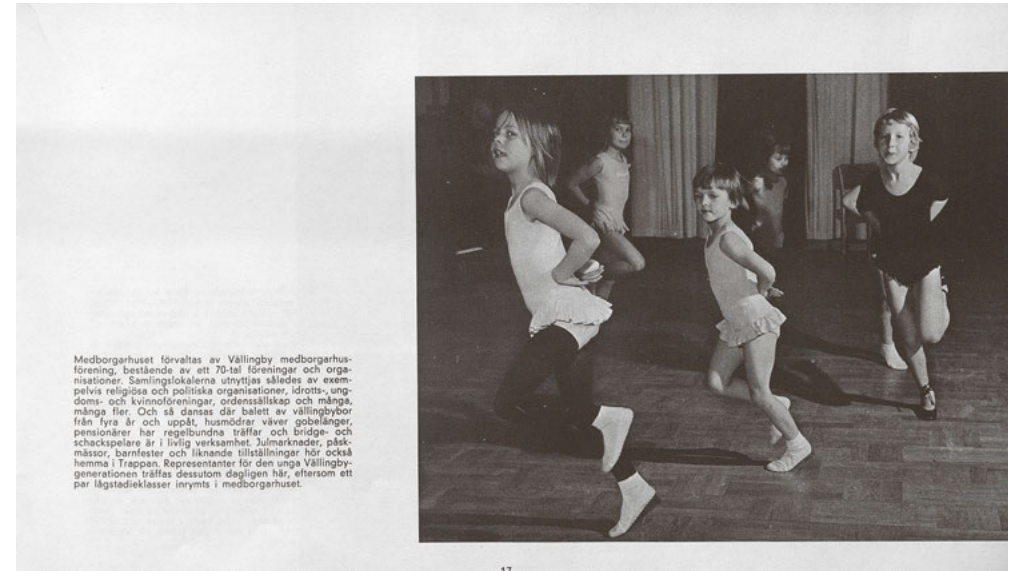 Medborgarhuset förvaltas av Vällingby medborgarhus-
förening, bestående av ett 70-tal föreningar och orga-
nisationer. Samlingslokalerna utnyttjas således av exem-
pelvis religiösa och politiska organisationer, idrotts-, ung-
doms- och kvinnoföreningar, ordenssällskap och många,
många fler. Och så dansas där balett av vällingbybor
från fyra år och uppåt, husmödrar väver gobelänger,
pensionärer har regelbundna träffar och bridge- och
schackspelare är i livlig verksamhet. Julmarknader, påsk-
mässor, barnfester och liknande tillställningar hör också
hemma i Trappan. Representanter för den unga Vällingby-
generationen träffas dessutom dagligen här, eftersom ett
par lågstadieklasser inrymts i medborgarhuset.
17